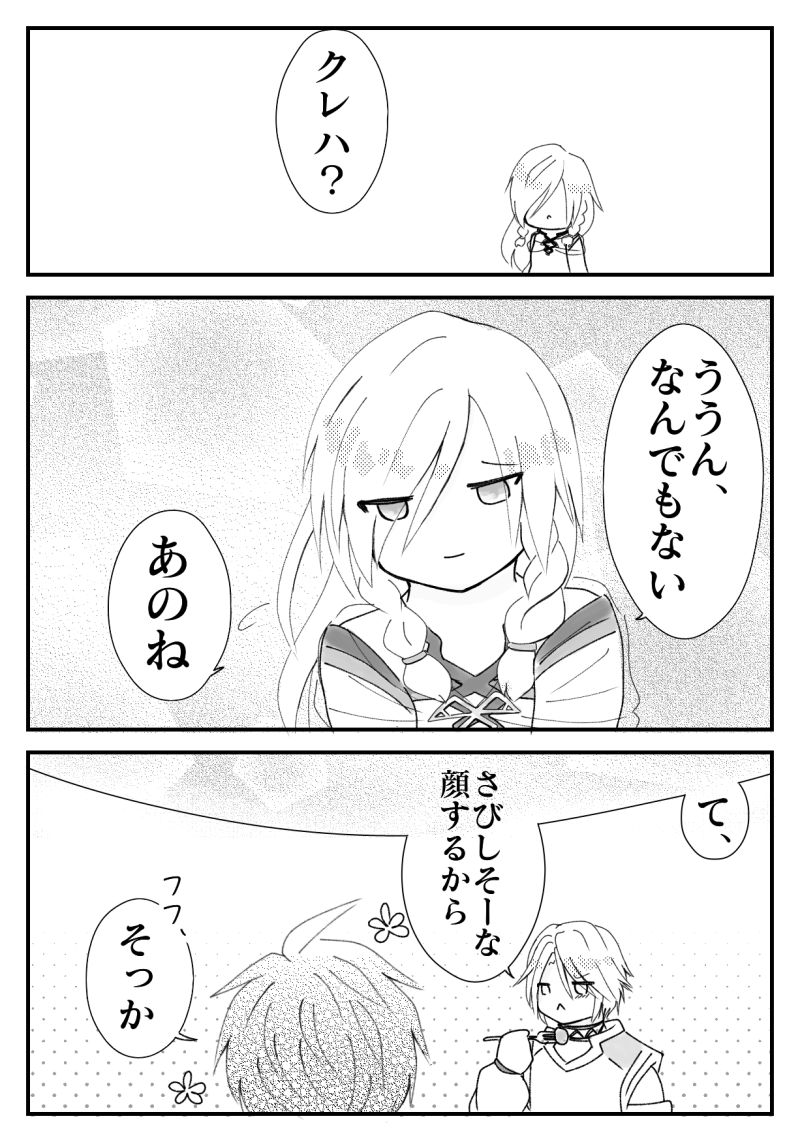 クレハ？
ううん、
なんでもない
あのね
て、
さびしそーな
顔するから
フフ、
そっか